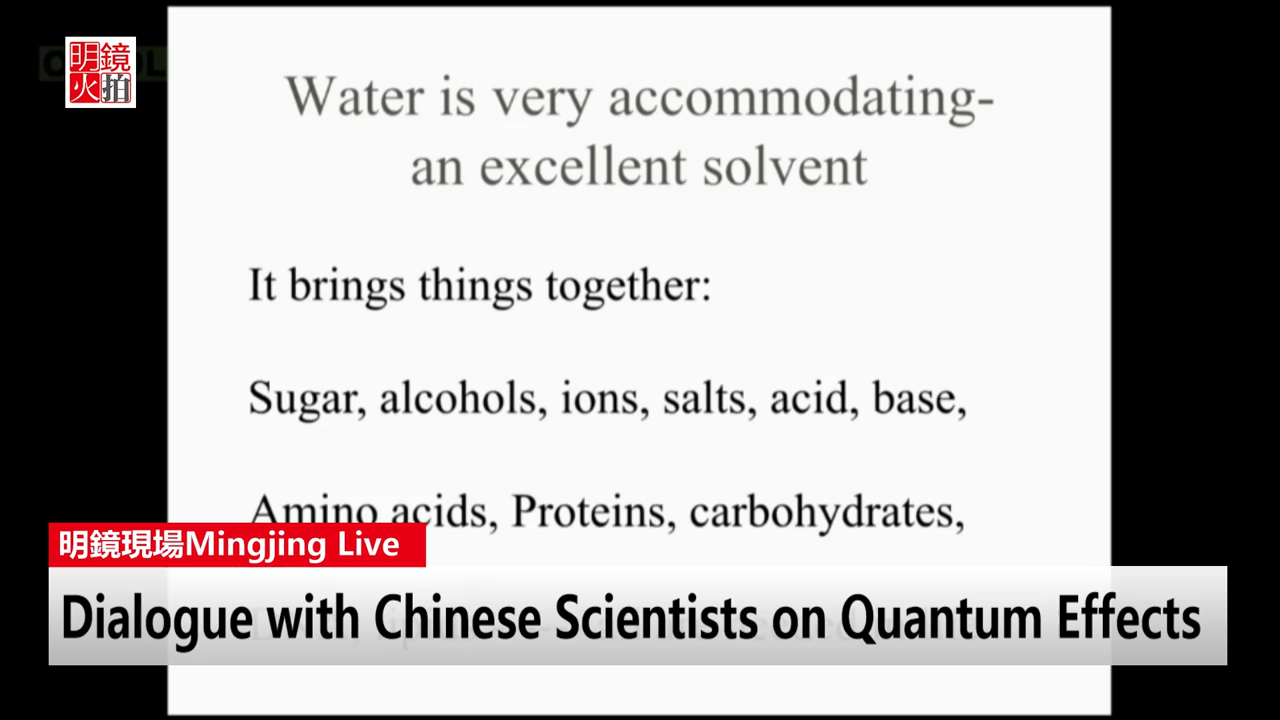 明鏡
火拍
Water is very accommodating-
an excellent solvent
It brings things together:
Sugar, alcohols, ions, salts, acid, base,
Amino acids, Proteins, carbohydrates,
明鏡現場Mingjing Live
Dialogue with Chinese Scientists on Quantum Effects